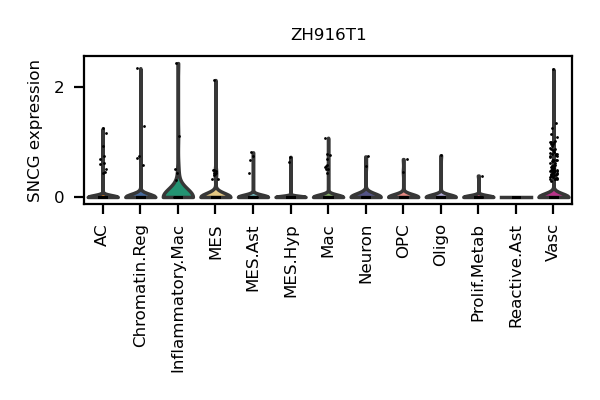 ZH916T1
SNCG expression
2
0
AC
Chromatin.Reg
Inflammatory.Mac
MES
MES.Ast
MES.Hyp
Mac
Neuron
OPC
Oligo
Prolif.Metab
Reactive.Ast
Vasc